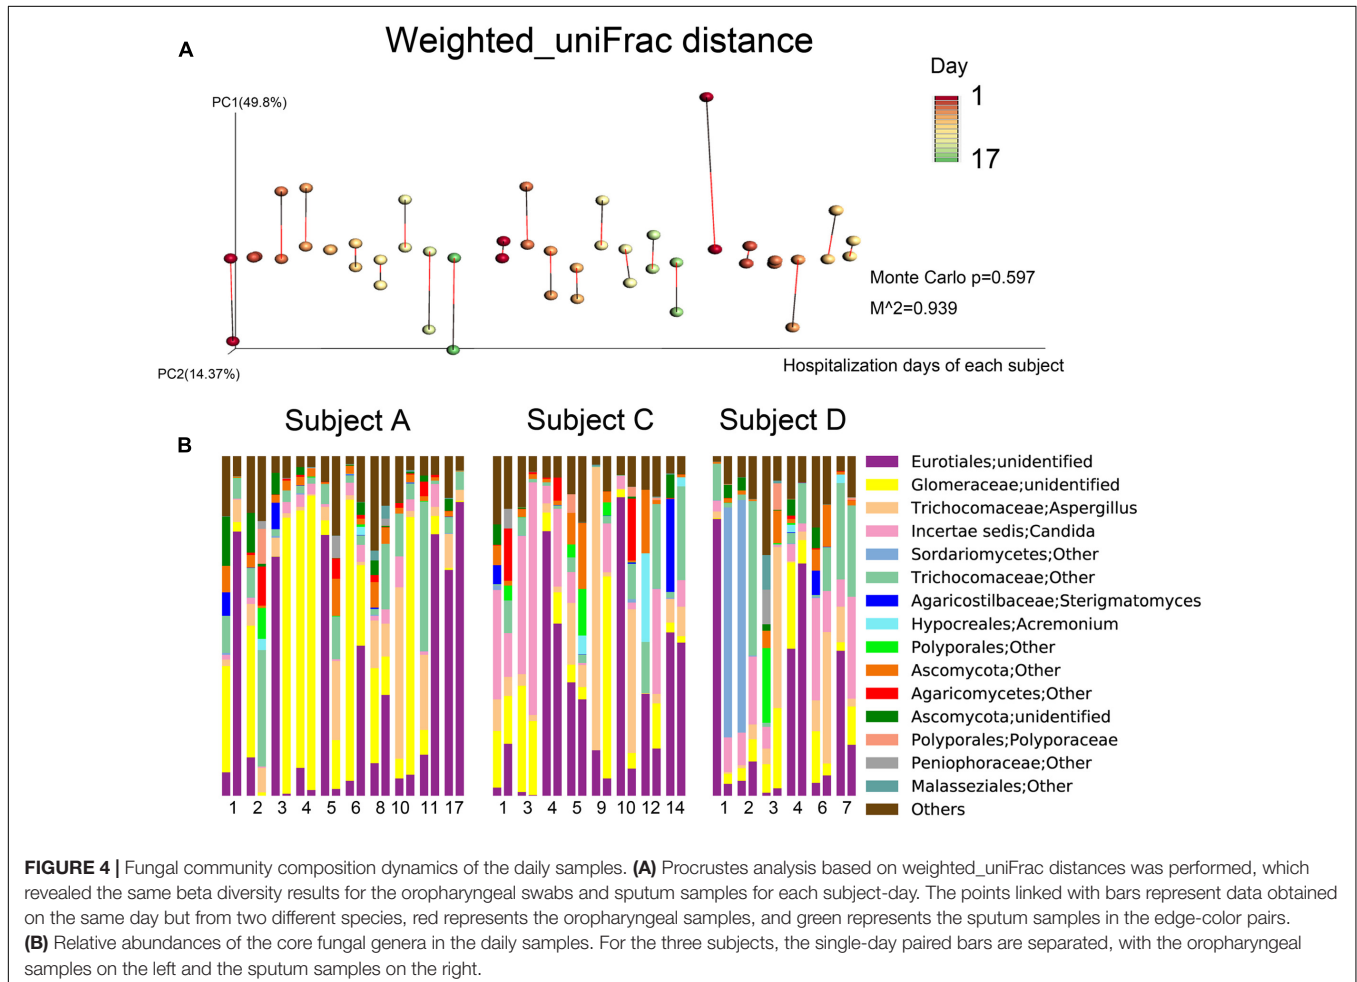 A
Weighted_uniFrac distance
Day
1
17
PC1(49.8%)
Monte Carlo p=0.597
M^2=0.939
Hospitalization days of each subject
PC2(14.37%)
Subject A
Subject C
Subject D
B
Eurotiales;unidentified
Glomeraceae;unidentified
Trichocomaceae;Aspergillus
Incertae sedis;Candida
Sordariomycetes;Other
Trichocomaceae;Other
Agaricostilbaceae;Sterigmatomyces
Hypocreales;Acremonium
Polyporales;Other
Ascomycota;Other
Agaricomycetes;Other
Ascomycota;unidentified
Polyporales;Polyporaceae
Peniophoraceae;Other
Malasseziales;Other
Others
1 2 3 4 5 6 8 10 11 17
1 3 4 5 9 10 12 14
1 2 3 4 6 7
FIGURE 4 | Fungal community composition dynamics of the daily samples. (A) Procrustes analysis based on weighted_uniFrac distances was performed, which
revealed the same beta diversity results for the oropharyngeal swabs and sputum samples for each subject-day. The points linked with bars represent data obtained
on the same day but from two different species, red represents the oropharyngeal samples, and green represents the sputum samples in the edge-color pairs.
(B) Relative abundances of the core fungal genera in the daily samples. For the three subjects, the single-day paired bars are separated, with the oropharyngeal
samples on the left and the sputum samples on the right.